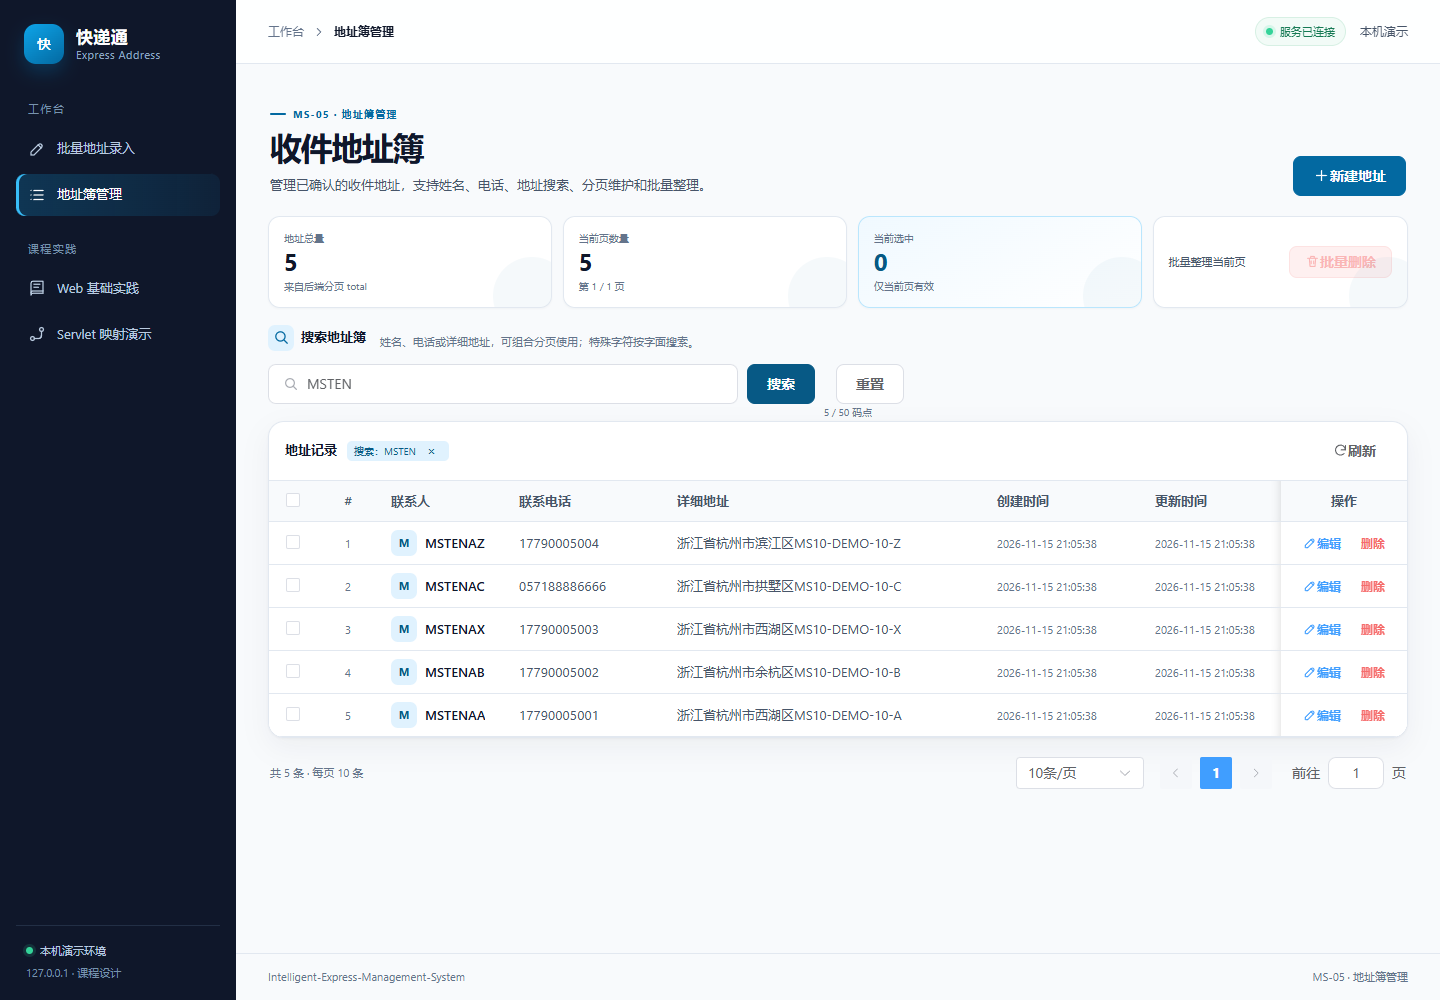 快
快递通
Express Address
工作台
批量地址录入
地址簿管理
课程实践
Web 基础实践
Servlet 映射演示
本机演示环境
127.0.0.1 · 课程设计
工作台 > 地址簿管理
服务已连接
本机演示
MS-05 · 地址簿管理
收件地址簿
管理已确认的收件地址，支持姓名、电话、地址搜索、分页维护和批量整理。
新建地址
地址总量
5
来自后端分页 total
当前页数量
5
第 1 / 1 页
当前选中
0
仅当前页有效
批量整理当前页
批量删除
搜索地址簿
姓名、电话或详细地址，可组合分页使用；特殊字符按字面搜索。
MSTEN
搜索
重置
5 / 50 码点
地址记录
搜索：MSTEN ×
刷新
# 联系人 联系电话 详细地址 创建时间 更新时间 操作
1 M MSTENAZ 17790005004 浙江省杭州市滨江区MS10-DEMO-10-Z 2026-11-15 21:05:38 2026-11-15 21:05:38 编辑 删除
2 M MSTENAC 057188886666 浙江省杭州市拱墅区MS10-DEMO-10-C 2026-11-15 21:05:38 2026-11-15 21:05:38 编辑 删除
3 M MSTENAX 17790005003 浙江省杭州市西湖区MS10-DEMO-10-X 2026-11-15 21:05:38 2026-11-15 21:05:38 编辑 删除
4 M MSTENAB 17790005002 浙江省杭州市余杭区MS10-DEMO-10-B 2026-11-15 21:05:38 2026-11-15 21:05:38 编辑 删除
5 M MSTENAA 17790005001 浙江省杭州市西湖区MS10-DEMO-10-A 2026-11-15 21:05:38 2026-11-15 21:05:38 编辑 删除
共 5 条 · 每页 10 条
10条/页
1
前往 1 页
Intelligent-Express-Management-System
MS-05 · 地址簿管理